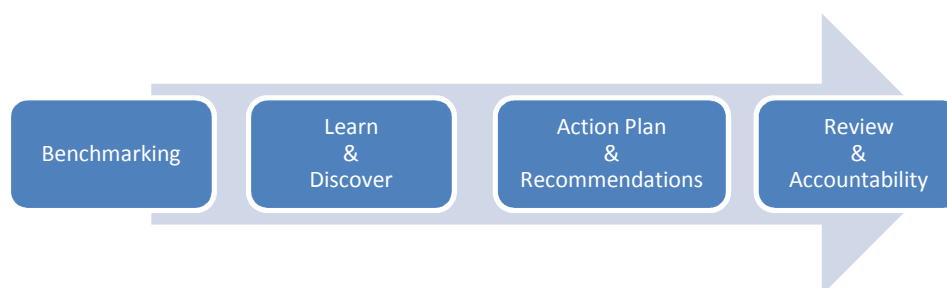 Benchmarking
Learn
&
Discover
Action Plan
&
Recommendations
Review
&
Accountability